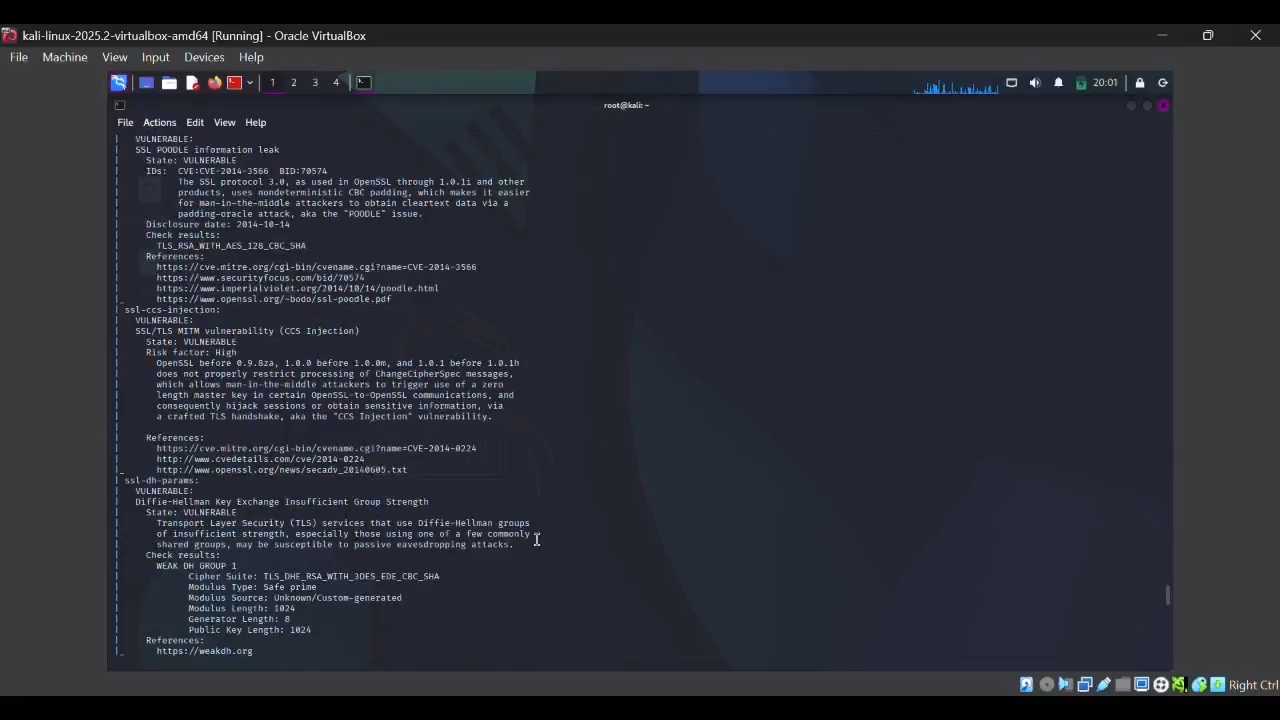 kali-linux-2025.2-virtualbox-amd64 [Running] - Oracle VirtualBox
File Machine View Input Devices Help
1 2 3 4
20:01
root@kali: ~
File Actions Edit View Help
| VULNERABLE:
| SSL POODLE information leak
| State: VULNERABLE
| IDs: CVE:CVE-2014-3566 BID:70574
| The SSL protocol 3.0, as used in OpenSSL through 1.0.1i and other
| products, uses nondeterministic CBC padding, which makes it easier
| for man-in-the-middle attackers to obtain cleartext data via a
| padding-oracle attack, aka the "POODLE" issue.
| Disclosure date: 2014-10-14
| Check results:
| TLS_RSA_WITH_AES_128_CBC_SHA
| References:
| https://cve.mitre.org/cgi-bin/cvename.cgi?name=CVE-2014-3566
| https://www.securityfocus.com/bid/70574
| https://www.imperialviolet.org/2014/10/14/poodle.html
|_ https://www.openssl.org/~bodo/ssl-poodle.pdf
| ssl-ccs-injection:
| VULNERABLE:
| SSL/TLS MITM vulnerability (CCS Injection)
| State: VULNERABLE
| Risk factor: High
| OpenSSL before 0.9.8za, 1.0.0 before 1.0.0m, and 1.0.1 before 1.0.1h
| does not properly restrict processing of ChangeCipherSpec messages,
| which allows man-in-the-middle attackers to trigger use of a zero
| length master key in certain OpenSSL-to-OpenSSL communications, and
| consequently hijack sessions or obtain sensitive information, via
| a crafted TLS handshake, aka the "CCS Injection" vulnerability.
|
| References:
| https://cve.mitre.org/cgi-bin/cvename.cgi?name=CVE-2014-0224
| http://www.cvedetails.com/cve/2014-0224
|_ http://www.openssl.org/news/secadv_20140605.txt
| ssl-dh-params:
| VULNERABLE:
| Diffie-Hellman Key Exchange Insufficient Group Strength
| State: VULNERABLE
| Transport Layer Security (TLS) services that use Diffie-Hellman groups
| of insufficient strength, especially those using one of a few commonly
| shared groups, may be susceptible to passive eavesdropping attacks.
| Check results:
| WEAK DH GROUP 1
| Cipher Suite: TLS_DHE_RSA_WITH_3DES_EDE_CBC_SHA
| Modulus Type: Safe prime
| Modulus Source: Unknown/Custom-generated
| Modulus Length: 1024
| Generator Length: 8
| Public Key Length: 1024
| References:
|_ https://weakdh.org
Right Ctrl